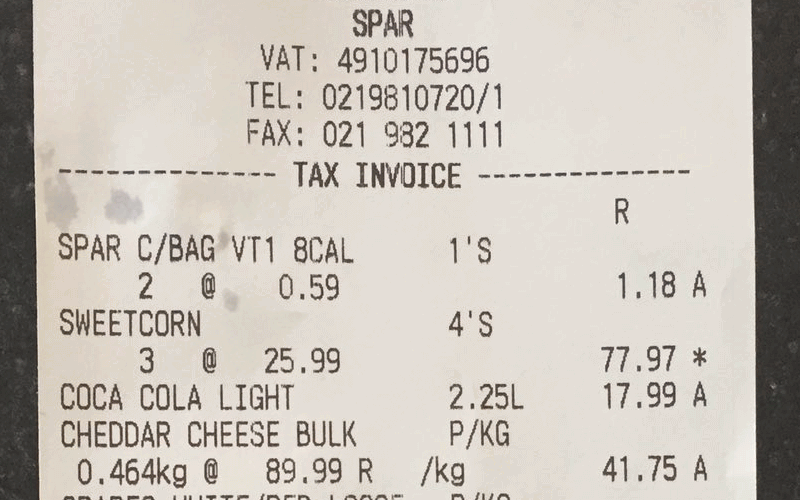 SPAR
VAT: 4910175696
TEL: 0219810720/1
FAX: 021 982 1111
-------------- TAX INVOICE --------------
R
SPAR C/BAG VT1 8CAL 1'S
2 @ 0.59 1.18 A
SWEETCORN 4'S
3 @ 25.99 77.97 *
COCA COLA LIGHT 2.25L 17.99 A
CHEDDAR CHEESE BULK P/KG
0.464kg @ 89.99 R /kg 41.75 A